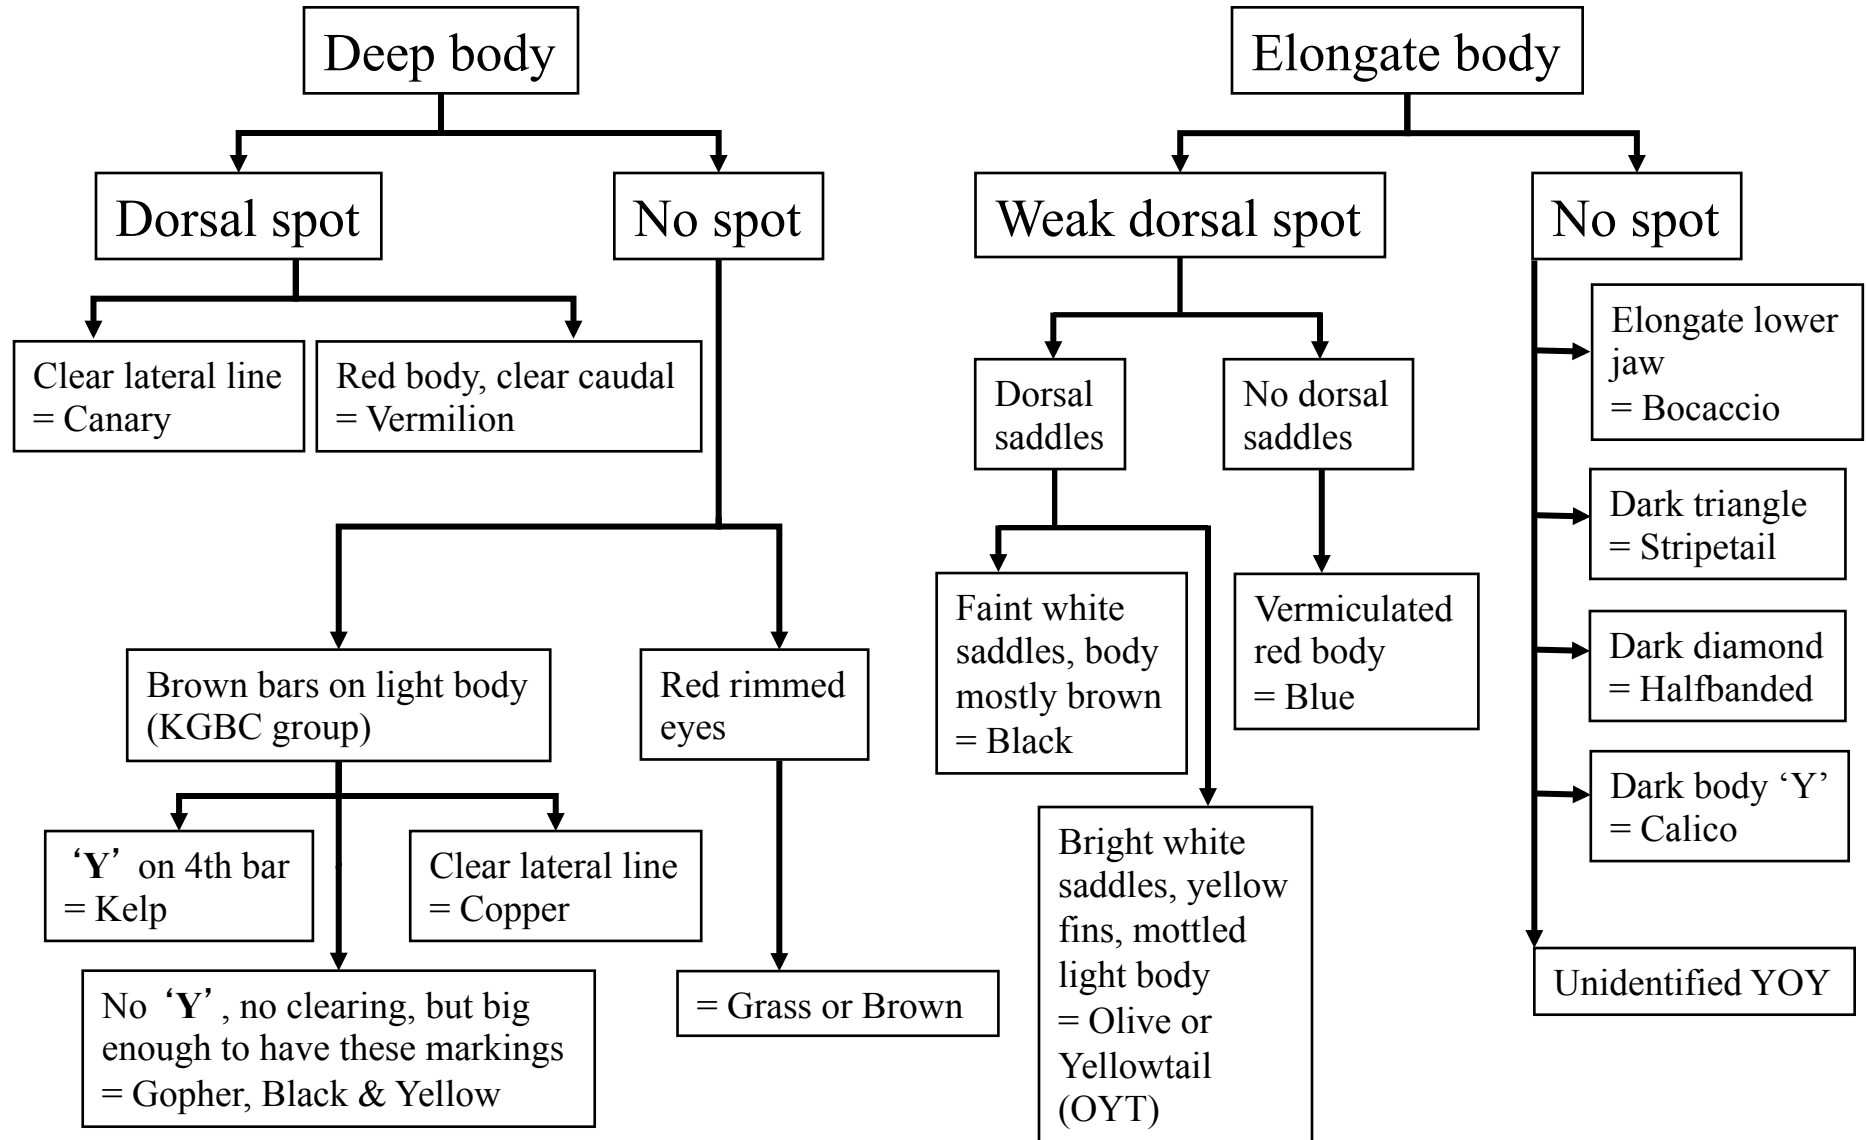 Deep body
Elongate body
Dorsal spot
No spot
Weak dorsal spot
No spot
Clear lateral line
= Canary
Red body, clear caudal
= Vermilion
Dorsal
saddles
No dorsal
saddles
Elongate lower
jaw
= Bocaccio
Dark triangle
= Stripetail
Dark diamond
= Halfbanded
Dark body ‘Y’
= Calico
Unidentified YOY
Brown bars on light body
(KGBC group)
Red rimmed
eyes
Faint white
saddles, body
mostly brown
= Black
Vermiculated
red body
= Blue
‘Y’ on 4th bar
= Kelp
Clear lateral line
= Copper
No ‘Y’, no clearing, but big
enough to have these markings
= Gopher, Black & Yellow
= Grass or Brown
Bright white
saddles, yellow
fins, mottled
light body
= Olive or
Yellowtail
(OYT)